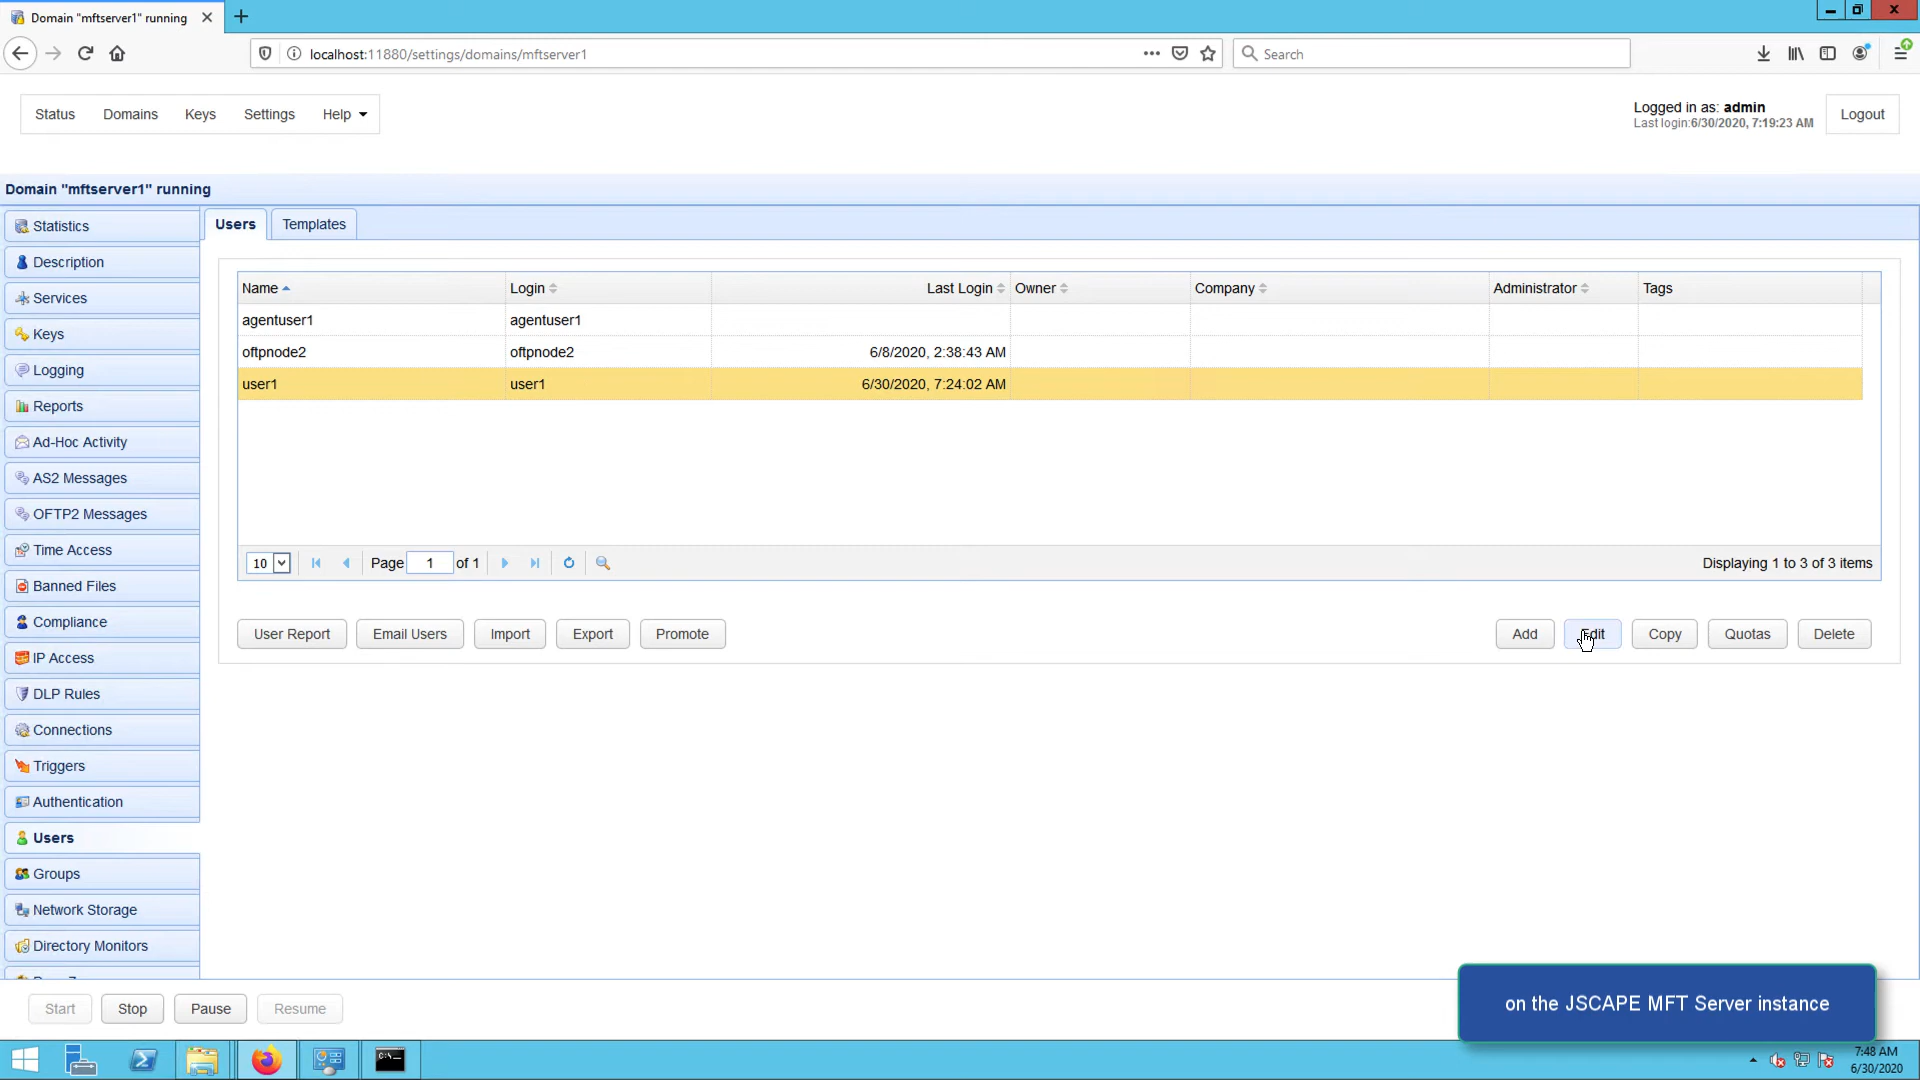 Domain "mftserver1" running
localhost:11880/settings/domains/mftserver1
Search
Status Domains Keys Settings Help
Logged in as: admin
Last login:6/30/2020, 7:19:23 AM
Logout
Domain "mftserver1" running
Statistics
Description
Services
Keys
Logging
Reports
Ad-Hoc Activity
AS2 Messages
OFTP2 Messages
Time Access
Banned Files
Compliance
IP Access
DLP Rules
Connections
Triggers
Authentication
Users
Groups
Network Storage
Directory Monitors
Users Templates
Name Login Last Login Owner Company Administrator Tags
agentuser1 agentuser1
oftpnode2 oftpnode2 6/8/2020, 2:38:43 AM
user1 user1 6/30/2020, 7:24:02 AM
10 Page 1 of 1 Displaying 1 to 3 of 3 items
User Report Email Users Import Export Promote Add Edit Copy Quotas Delete
Start Stop Pause Resume
on the JSCAPE MFT Server instance
7:48 AM
6/30/2020